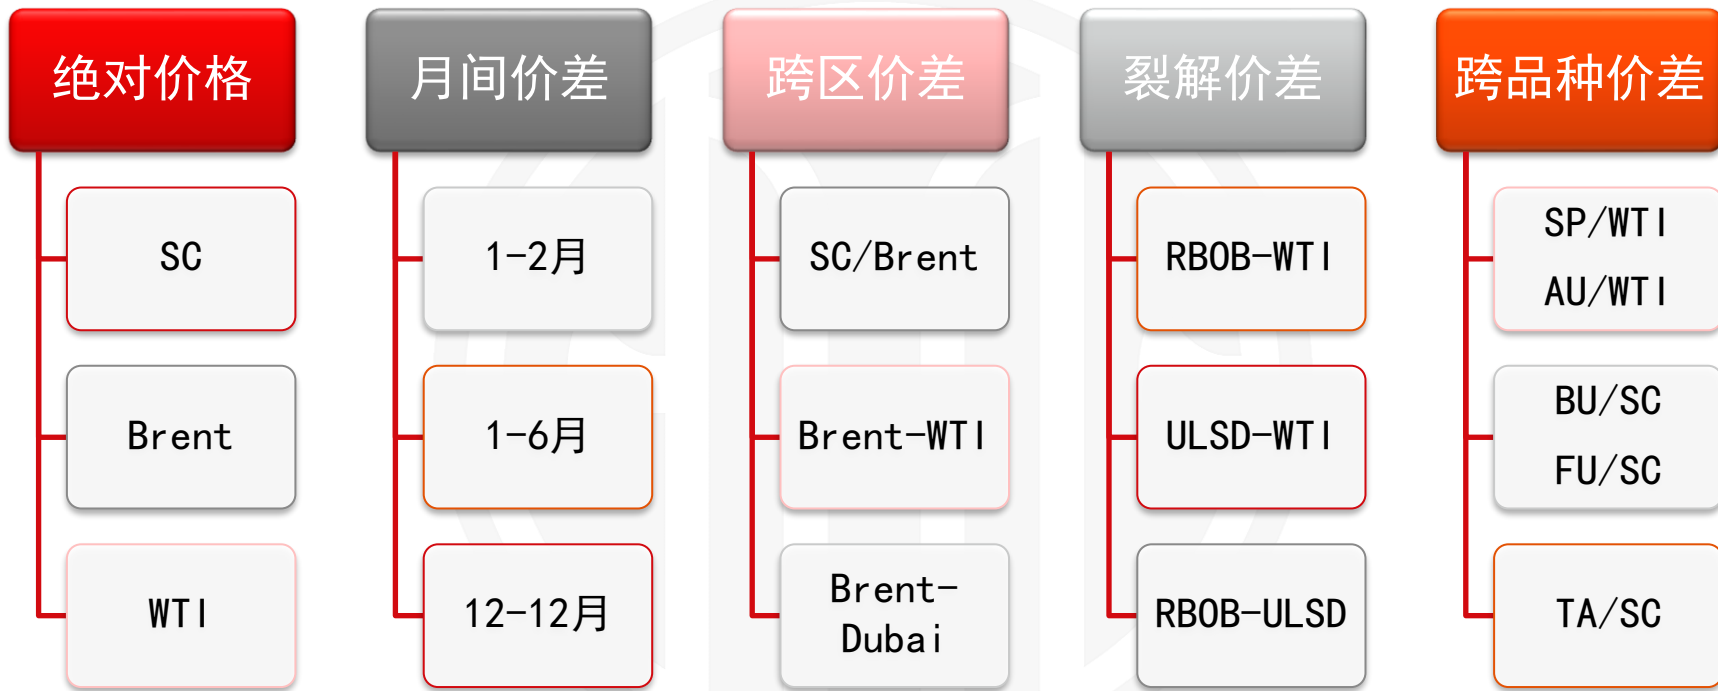 绝对价格
SC
Brent
WTI
月间价差
1-2月
1-6月
12-12月
跨区价差
SC/Brent
Brent-WTI
Brent-
Dubai
裂解价差
RBOB-WTI
ULSD-WTI
RBOB-ULSD
跨品种价差
SP/WTI
AU/WTI
BU/SC
FU/SC
TA/SC